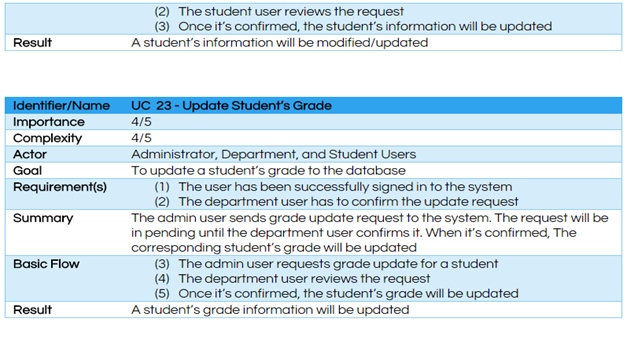 (2) The student user reviews the request
(3) Once it’s confirmed, the student’s information will be updated
Result A student’s information will be modified/updated
Identifier/Name UC 23 - Update Student’s Grade
Importance 4/5
Complexity 4/5
Actor Administrator, Department, and Student Users
Goal To update a student’s grade to the database
Requirement(s) (1) The user has been successfully signed in to the system
(2) The department user has to confirm the update request
Summary The admin user sends grade update request to the system. The request will be
in pending until the department user confirms it. When it’s confirmed, The
corresponding student’s grade will be updated
Basic Flow (3) The admin user requests grade update for a student
(4) The department user reviews the request
(5) Once it’s confirmed, the student’s grade will be updated
Result A student’s grade information will be updated